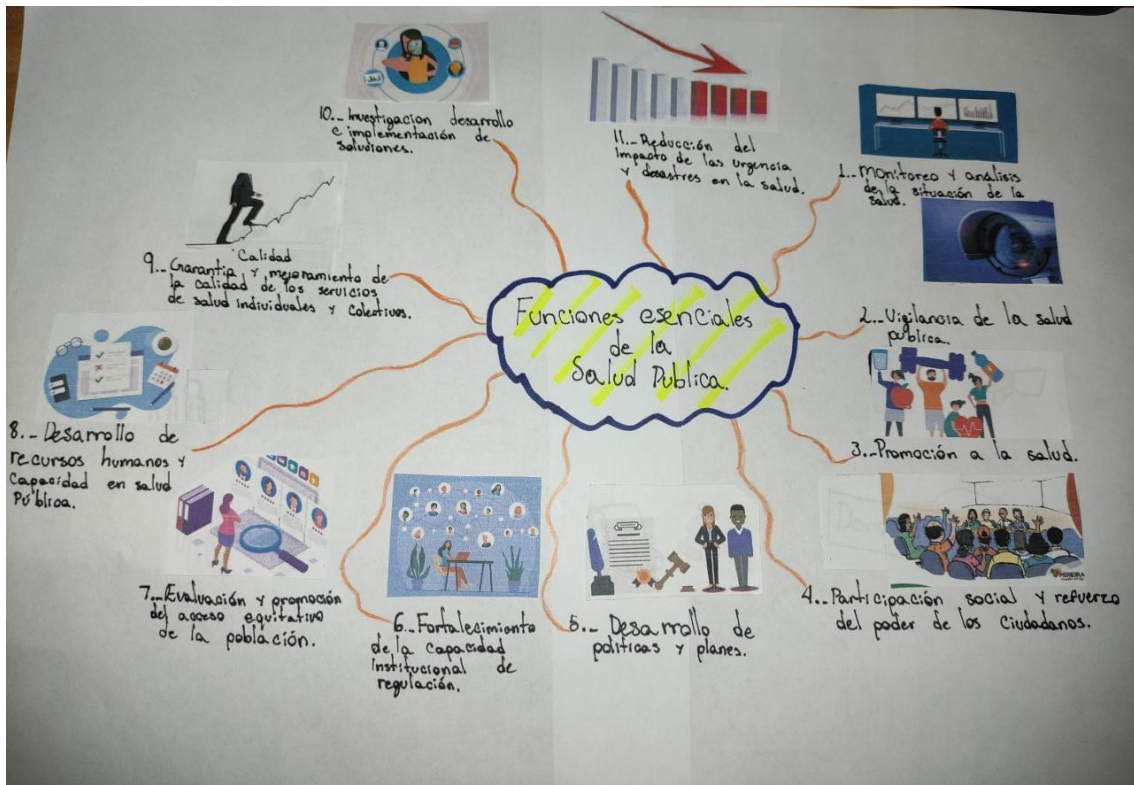 Funciones esenciales
de la
Salud Publica.
1.- Monitoreo y análisis
de la situación de la
salud.
2.- Vigilancia de la salud
pública.
3.- Promoción a la salud.
PEREIRA
4.- Participación social y refuerzo
del poder de los Ciudadanos.
5.- Desarrollo de
políticas y planes.
6.- Fortalecimiento
de la Capacidad
institucional de
regulación.
7.- Evaluación y promoción
del acceso equitativo
de la población.
8.- Desarrollo de
recursos humanos y
Capacidad en salud
Pública.
Calidad
9.- Garantia y mejoramiento de
la calidad de los servicios
de salud individuales y Colectivos.
10.- Investigacion desarrollo
e implementación de
soluciones.
11.- Reducción del
impacto de las urgencia
y desastres en la salud.